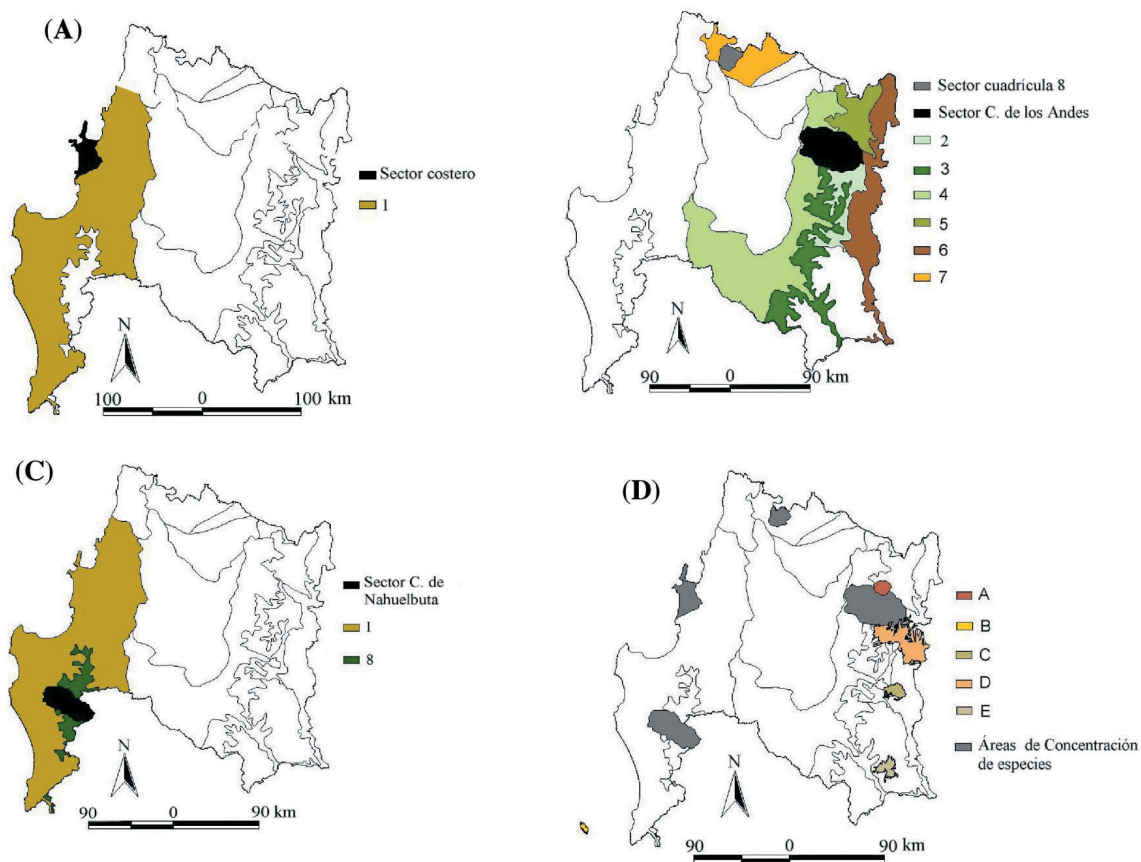 (A)
Sector costero
1
N
100 0 100 km
Sector cuadrícula 8
Sector C. de los Andes
2
3
4
5
6
7
N
90 0 90 km
(C)
Sector C. de
Nahuelbuta
1
8
N
90 0 90 km
(D)
A
B
C
D
E
Áreas de Concentración
de especies
N
90 0 90 km